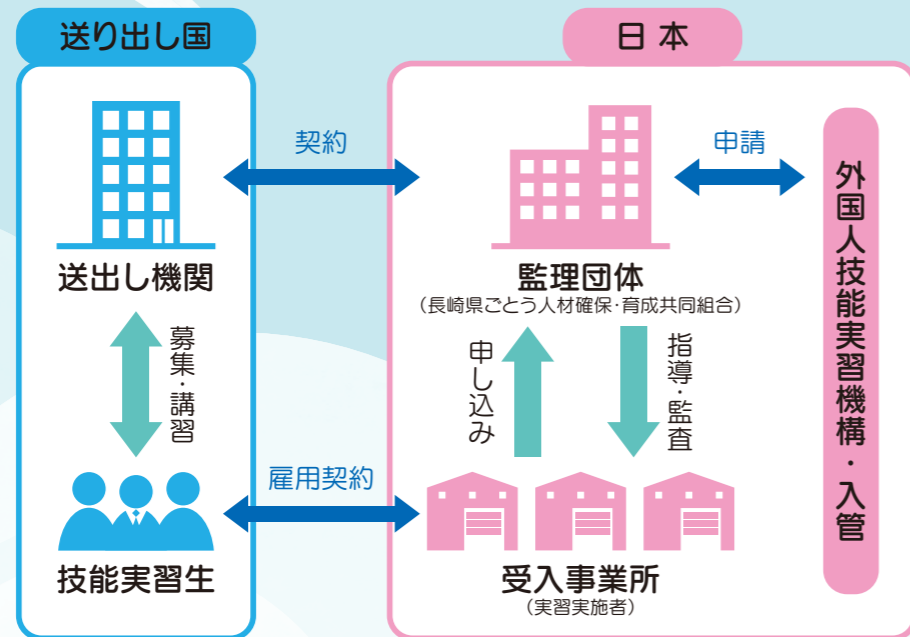 送り出し国
日本
契約
申請
送出し機関
監理団体
（長崎県ごとう人材確保・育成共同組合）
募集・講習
申し込み
指導・監査
外国人技能実習機構・入管
雇用契約
技能実習生
受入事業所
（実習実施者）